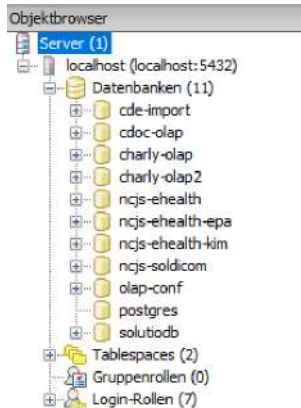 Objektbrowser
Server (1)
localhost (localhost:5432)
Datenbanken (11)
cde-import
cdoc-olap
charly-olap
charly-olap2
ncjs-ehealth
ncjs-ehealth-epa
ncjs-ehealth-kim
ncjs-soldicom
olap-conf
postgres
solutiodb
Tablespaces (2)
Gruppenrollen (0)
Login-Rollen (7)